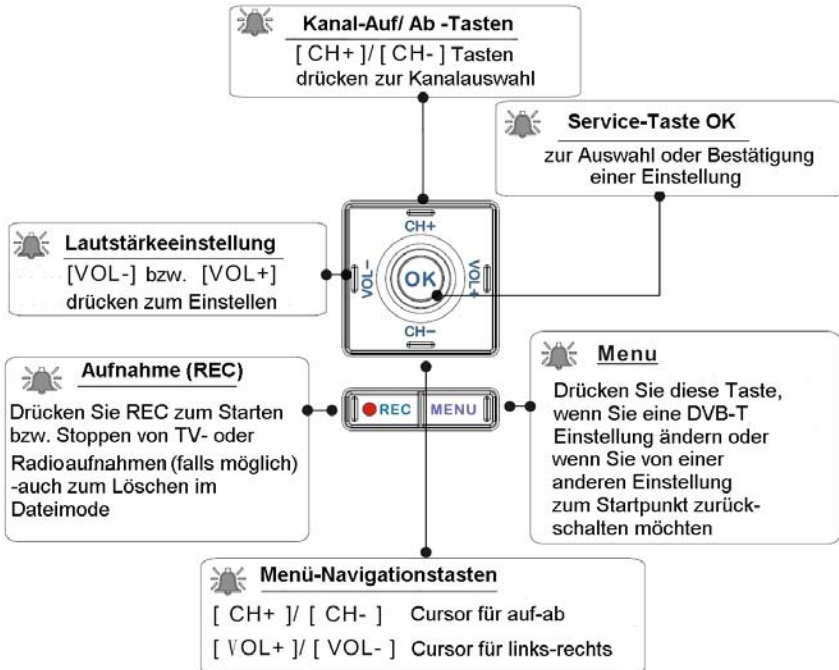 Kanal-Auf/ Ab -Tasten
[ CH+ ]/ [ CH- ] Tasten
drücken zur Kanalauswahl
Service-Taste OK
zur Auswahl oder Bestätigung
einer Einstellung
Lautstärkeeinstellung
[VOL-] bzw. [VOL+]
drücken zum Einstellen
CH+
VOL-
OK
VOL+
CH-
Aufnahme (REC)
Drücken Sie REC zum Starten
bzw. Stoppen von TV- oder
Radioaufnahmen (falls möglich)
-auch zum Löschen im
Dateimode
REC
MENU
Menu
Drücken Sie diese Taste,
wenn Sie eine DVB-T
Einstellung ändern oder
wenn Sie von einer
anderen Einstellung
zum Startpunkt zurück-
schalten möchten
Menü-Navigationstasten
[ CH+ ]/ [ CH- ] Cursor für auf-ab
[ VOL+ ]/ [ VOL- ] Cursor für links-rechts